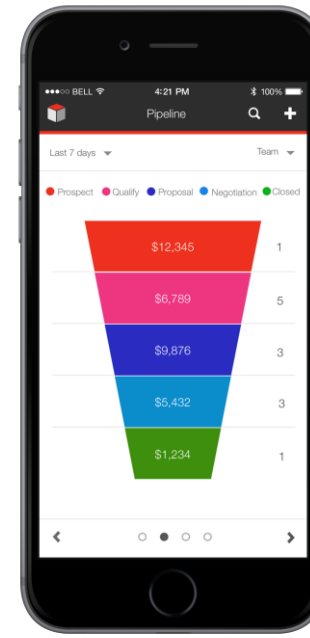 BELL 4:21 PM 100%
Pipeline
Last 7 days Team
Prospect Qualify Proposal Negotiation Closed
$12,345 1
$6,789 5
$9,876 3
$5,432 3
$1,234 1